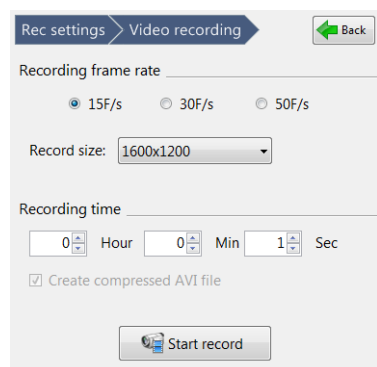 Rec settings Video recording Back
Recording frame rate
15F/s 30F/s 50F/s
Record size: 1600x1200
Recording time
0 Hour 0 Min 1 Sec
Create compressed AVI file
Start record